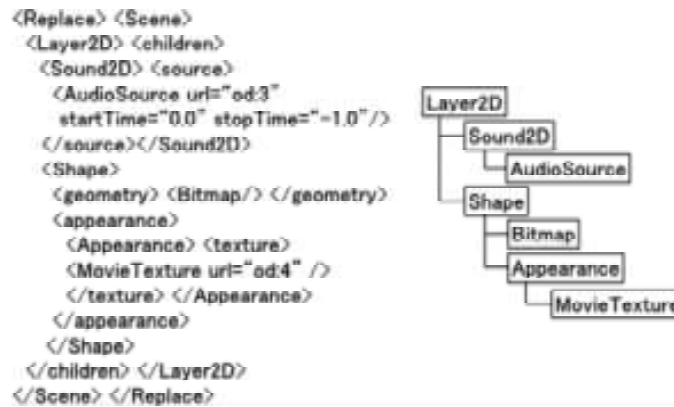 <Replace> <Scene>
<Layer2D> <children>
<Sound2D> <source>
<AudioSource url="od:3"
startTime="0.0" stopTime="-1.0"/>
</source></Sound2D>
<Shape>
<geometry> <Bitmap/> </geometry>
<appearance>
<Appearance> <texture>
<MovieTexture url="od:4" />
</texture> </Appearance>
</appearance>
</Shape>
</children> </Layer2D>
</Scene> </Replace>
Layer2D
Sound2D
AudioSource
Shape
Bitmap
Appearance
MovieTexture